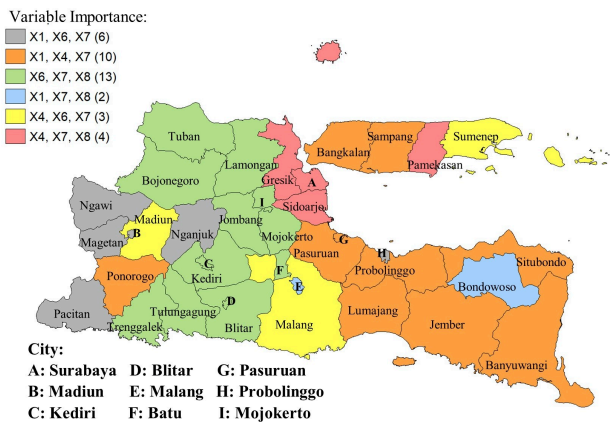 Variable Importance:
X1, X6, X7 (6)
X1, X4, X7 (10)
X6, X7, X8 (13)
X1, X7, X8 (2)
X4, X6, X7 (3)
X4, X7, X8 (4)
Tuban
Lamongan
Bangkalan
Sampang
Pamekasan
Sumenep
Bojonegoro
Gresik
A
Ngawi
I
Sidoarjo
Madiun
B
Nganjuk
Jombang
Mojokerto
G
Magetan
Pasuruan
H
Probolinggo
Situbondo
Ponorogo
C
Kediri
F
E
Bondowoso
D
Pacitan
Trenggalek
Tulungagung
Blitar
Malang
Lumajang
Jember
Banyuwangi
City:
A: Surabaya D: Blitar G: Pasuruan
B: Madiun E: Malang H: Probolinggo
C: Kediri F: Batu I: Mojokerto